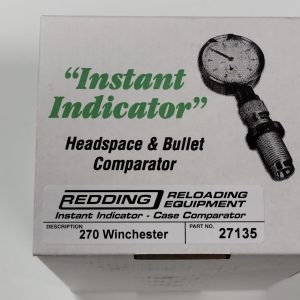 "Instant
Indicator"
Headspace & Bullet
Comparator
REDDING RELOADING
EQUIPMENT
Instant Indicator - Case Comparator
DESCRIPTION PART NO.
270 Winchester 27135